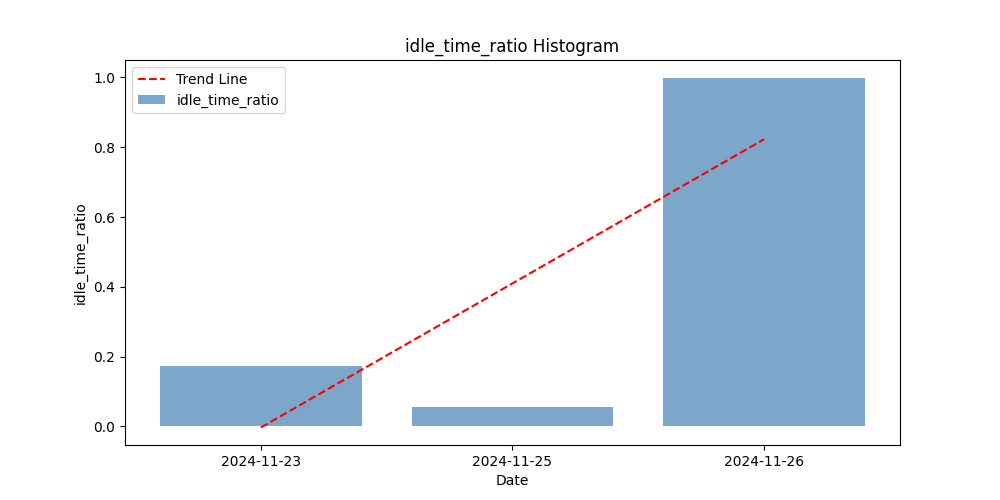 idle_time_ratio Histogram
Trend Line
idle_time_ratio
1.0
0.8
0.6
0.4
0.2
0.0
idle_time_ratio
2024-11-23
2024-11-25
2024-11-26
Date